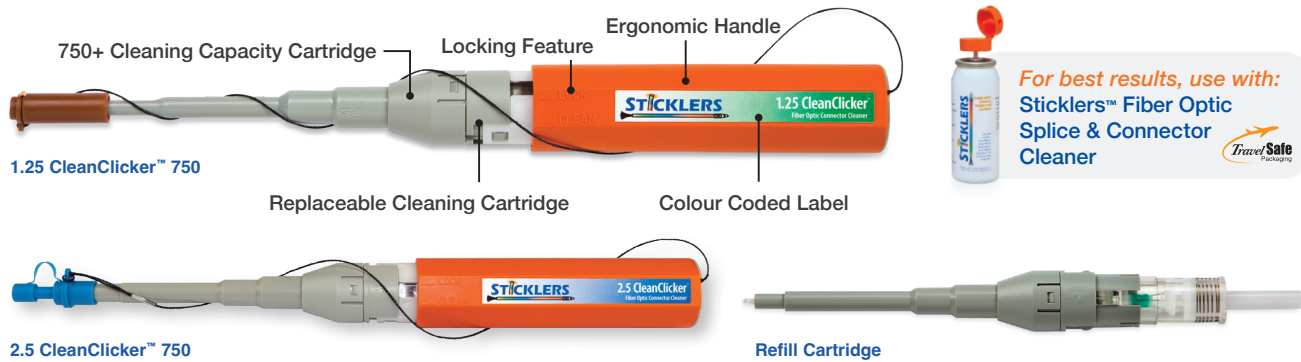 Ergonomic Handle
Locking Feature
750+ Cleaning Capacity Cartridge
LOCK
CLEAN
STICKLERS
1.25 CleanClicker
Fiber Optic Connector Cleaner
1.25 CleanClicker™ 750
Replaceable Cleaning Cartridge
Colour Coded Label
STICKLERS
For best results, use with:
Sticklers™ Fiber Optic
Splice & Connector
Cleaner
Travel Safe
Packaging
STICKLERS
2.5 CleanClicker
Fiber Optic Connector Cleaner
2.5 CleanClicker™ 750
Refill Cartridge